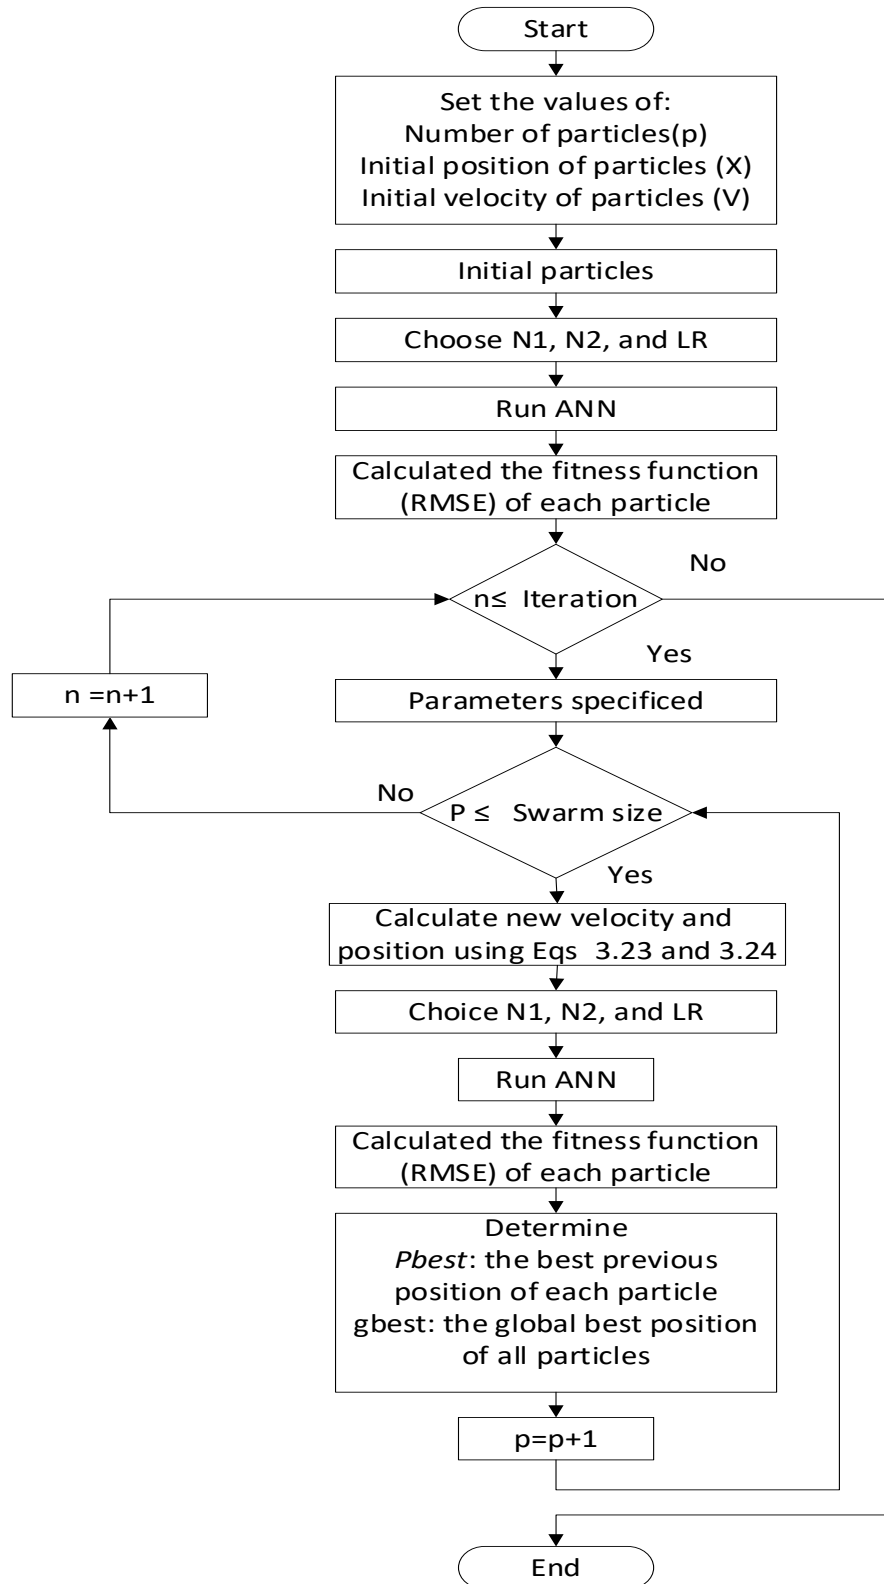 Start
Set the values of:
Number of particles(p)
Initial position of particles (X)
Initial velocity of particles (V)
Initial particles
Choose N1, N2, and LR
Run ANN
Calculated the fitness function
(RMSE) of each particle
No
n≤ Iteration
Yes
n =n+1
Parameters specificed
No
P ≤ Swarm size
Yes
Calculate new velocity and
position using Eqs 3.23 and 3.24
Choice N1, N2, and LR
Run ANN
Calculated the fitness function
(RMSE) of each particle
Determine
Pbest: the best previous
position of each particle
gbest: the global best position
of all particles
p=p+1
End